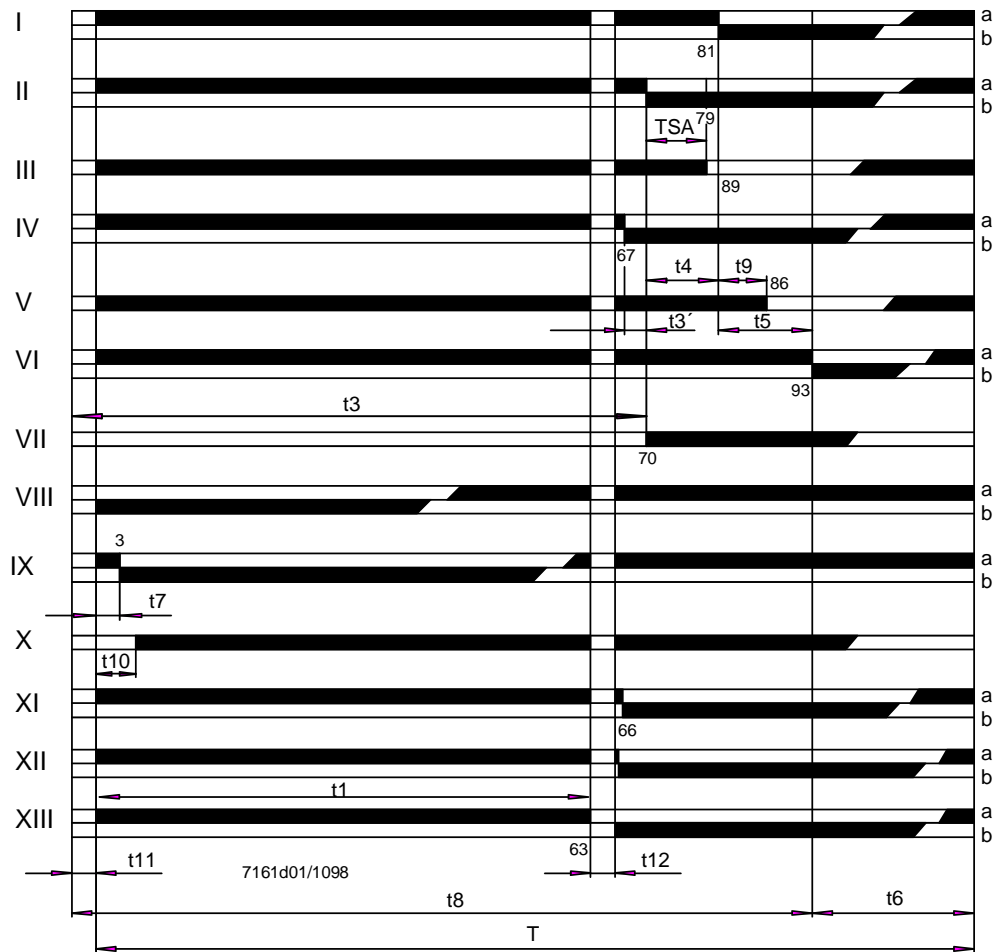 I a
b
81
II a
b
79
TSA
III
89
IV a
b
67
t4 t9
86
V
t3´ t5
VI a
b
93
t3
VII
70
VIII a
b
3
IX a
b
t7
X
t10
XI a
b
66
XII a
b
t1
XIII a
b
63
t11 7161d01/1098 t12
t8 t6
T